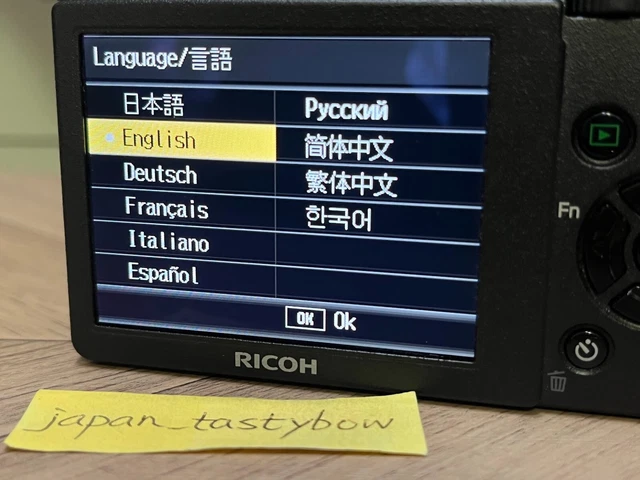 Language/言語
日本語
English
Deutsch
Français
Italiano
Español
Русский
简体中文
繁体中文
한국어
OK Ok
RICOH
Fn
japan_tastybow